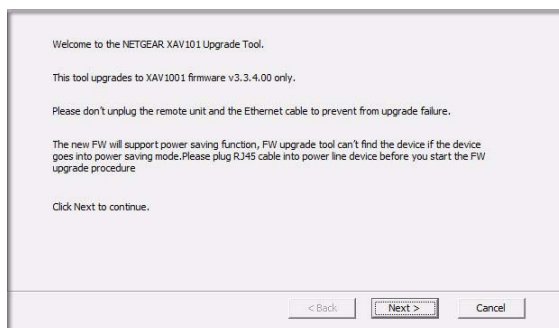 Welcome to the NETGEAR XAV101 Upgrade Tool.
This tool upgrades to XAV1001 firmware v3.3.4.00 only.
Please don't unplug the remote unit and the Ethernet cable to prevent from upgrade failure.
The new FW will support power saving function, FW upgrade tool can't find the device if the device
goes into power saving mode.Please plug RJ45 cable into power line device before you start the FW
upgrade procedure
Click Next to continue.
< Back Next > Cancel